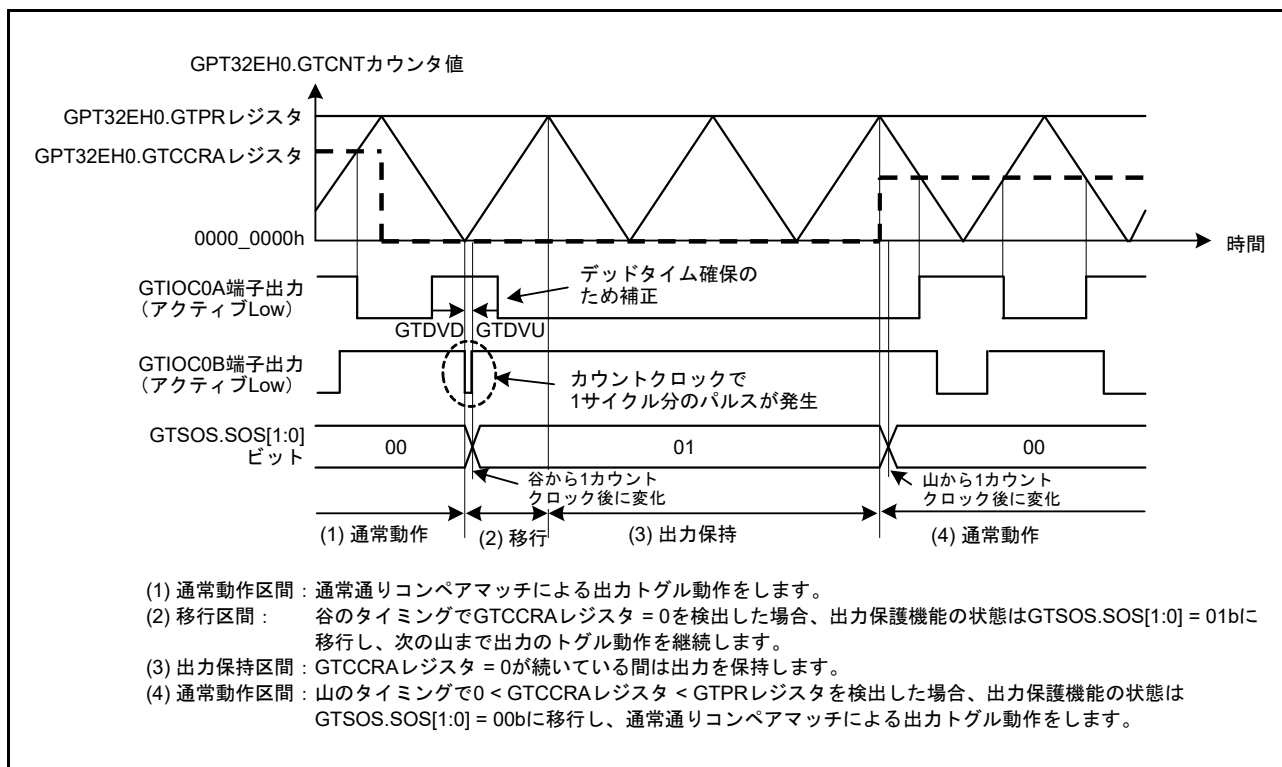 GPT32EH0.GTCNTカウンタ値
GPT32EH0.GTPRレジスタ
GPT32EH0.GTCCRAレジスタ
0000_0000h
時間
GTIOC0A端子出力
（アクティブLow）
デッドタイム確保の
ため補正
GTDVD
GTDVU
GTIOC0B端子出力
（アクティブLow）
カウントクロックで
1サイクル分のパルスが発生
GTSOS.SOS[1:0]
ビット
00
01
00
谷から1カウント
クロック後に変化
山から1カウント
クロック後に変化
(1) 通常動作
(2) 移行
(3) 出力保持
(4) 通常動作
(1) 通常動作区間：通常通りコンペアマッチによる出力トグル動作をします。
(2) 移行区間： 谷のタイミングでGTCCRAレジスタ = 0を検出した場合、出力保護機能の状態はGTSOS.SOS[1:0] = 01bに
移行し、次の山まで出力のトグル動作を継続します。
(3) 出力保持区間：GTCCRAレジスタ = 0が続いている間は出力を保持します。
(4) 通常動作区間：山のタイミングで0 < GTCCRAレジスタ < GTPRレジスタを検出した場合、出力保護機能の状態は
GTSOS.SOS[1:0] = 00bに移行し、通常通りコンペアマッチによる出力トグル動作をします。